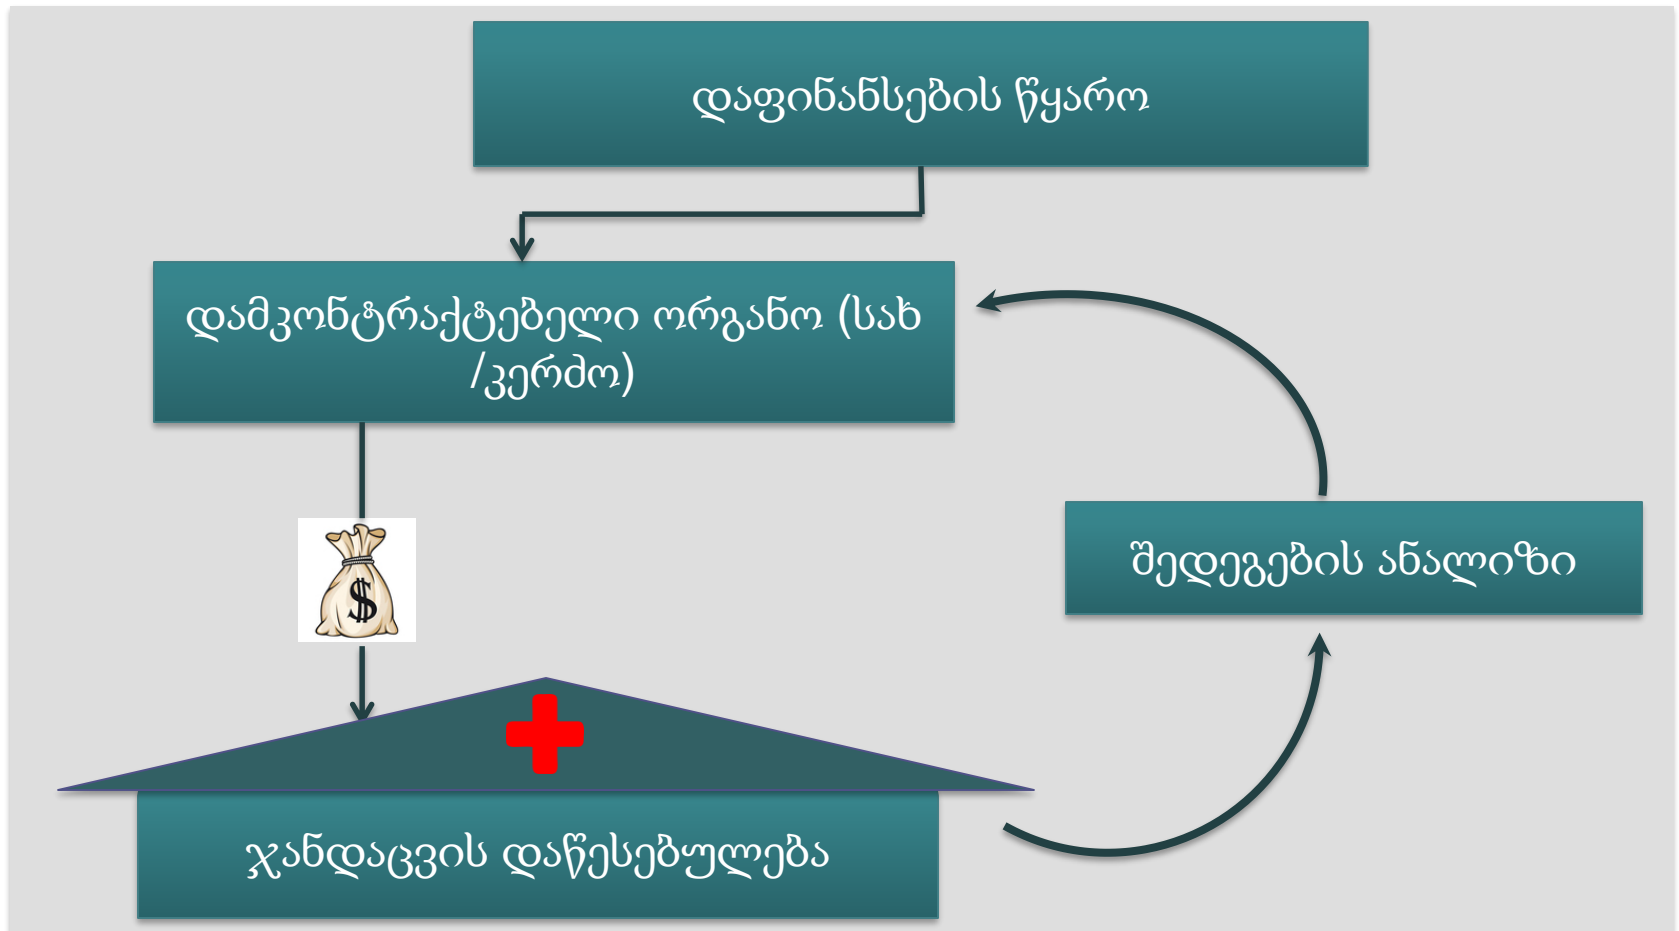 დაფინანსების წყარო
დამკონტრაქტებელი ორგანო (სახ
/კერძო)
$
შედეგების ანალიზი
ჯანდაცვის დაწესებულება